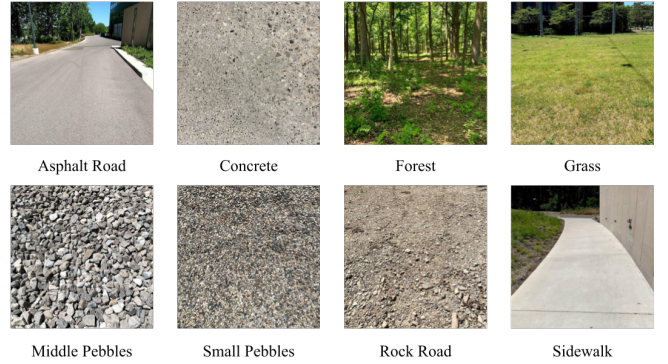 Asphalt Road
Concrete
Forest
Grass
Middle Pebbles
Small Pebbles
Rock Road
Sidewalk